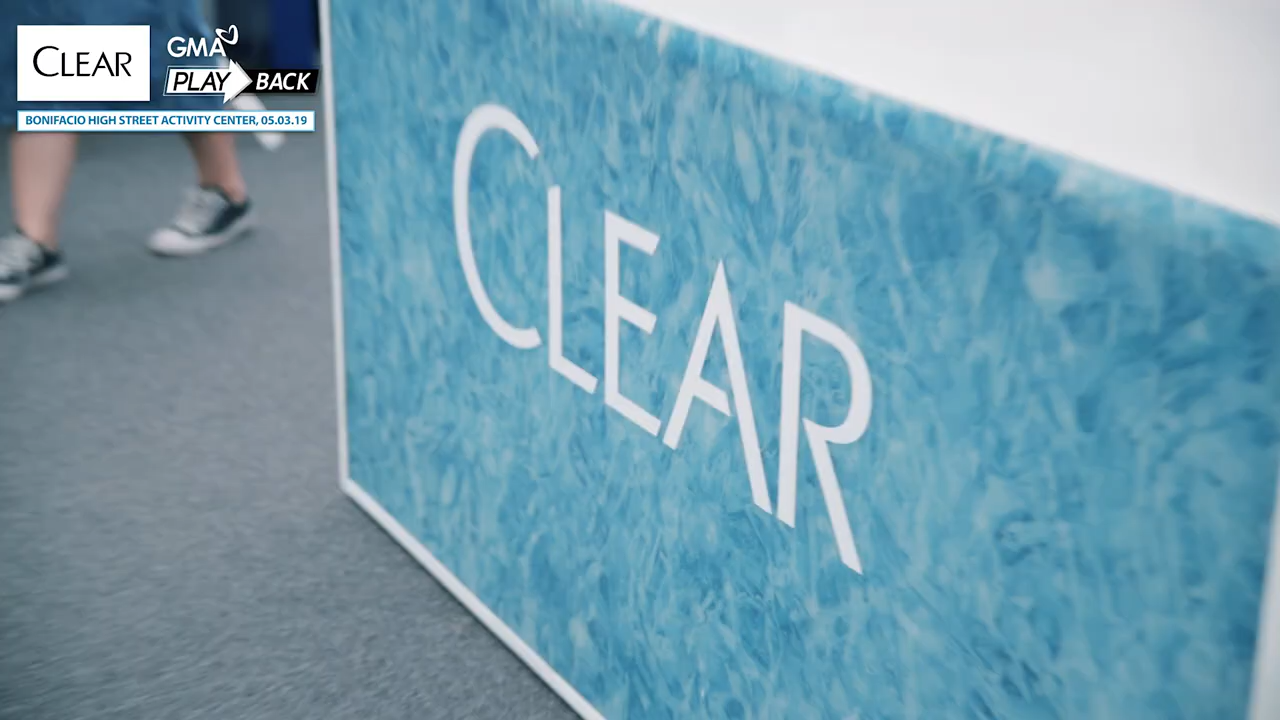 CLEAR
GMA
PLAY BACK
BONIFACIO HIGH STREET ACTIVITY CENTER, 05.03.19
CLEAR